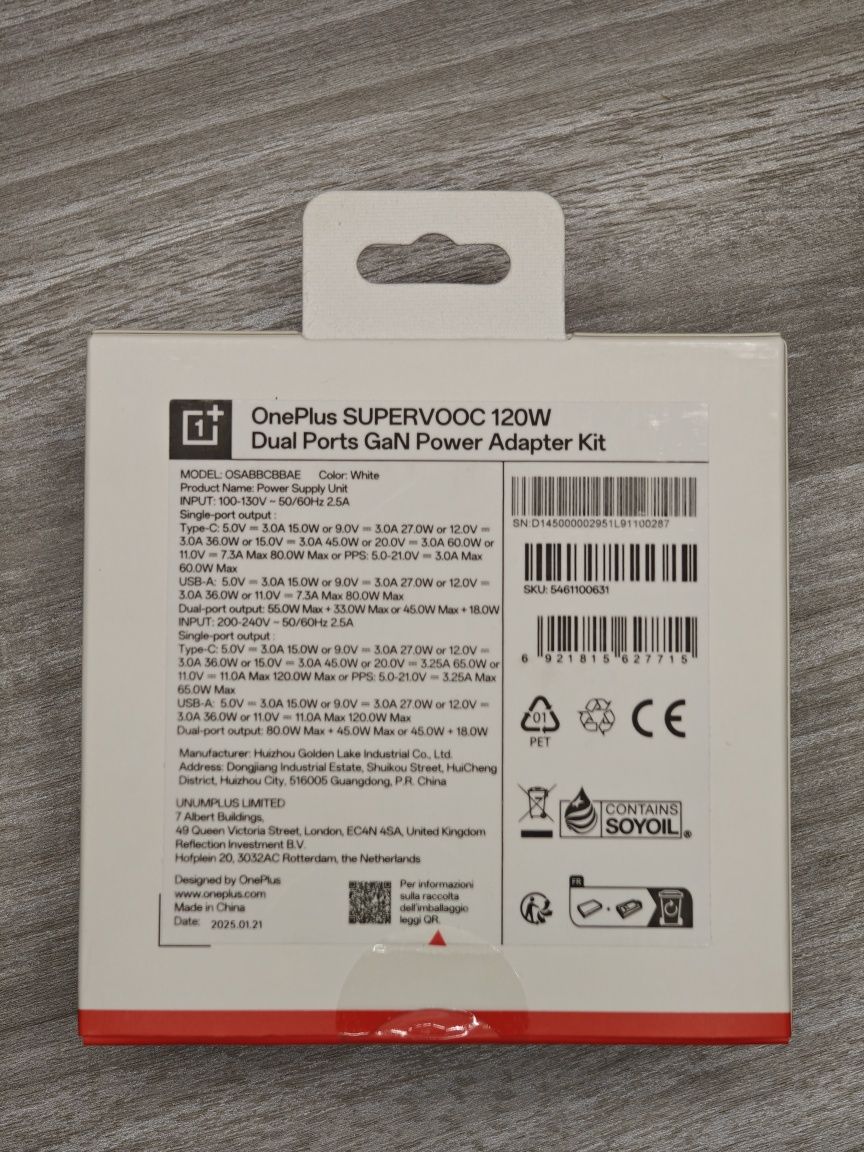 1+
OnePlus SUPERVOOC 120W
Dual Ports GaN Power Adapter Kit
MODEL: OSABBCBBAE Color: White
Product Name: Power Supply Unit
INPUT: 100-130V ~ 50/60Hz 2.5A
Single-port output :
Type-C: 5.0V ⎓ 3.0A 15.0W or 9.0V ⎓ 3.0A 27.0W or 12.0V ⎓
3.0A 36.0W or 15.0V ⎓ 3.0A 45.0W or 20.0V ⎓ 3.0A 60.0W or
11.0V ⎓ 7.3A Max 80.0W Max or PPS: 5.0-21.0V ⎓ 3.0A Max
60.0W Max
USB-A: 5.0V ⎓ 3.0A 15.0W or 9.0V ⎓ 3.0A 27.0W or 12.0V ⎓
3.0A 36.0W or 11.0V ⎓ 7.3A Max 80.0W Max
Dual-port output: 55.0W Max + 33.0W Max or 45.0W Max + 18.0W
INPUT: 200-240V ~ 50/60Hz 2.5A
Single-port output :
Type-C: 5.0V ⎓ 3.0A 15.0W or 9.0V ⎓ 3.0A 27.0W or 12.0V ⎓
3.0A 36.0W or 15.0V ⎓ 3.0A 45.0W or 20.0V ⎓ 3.25A 65.0W or
11.0V ⎓ 11.0A Max 120.0W Max or PPS: 5.0-21.0V ⎓ 3.25A Max
65.0W Max
USB-A: 5.0V ⎓ 3.0A 15.0W or 9.0V ⎓ 3.0A 27.0W or 12.0V ⎓
3.0A 36.0W or 11.0V ⎓ 11.0A Max 120.0W Max
Dual-port output: 80.0W Max + 45.0W Max or 45.0W + 18.0W
Manufacturer: Huizhou Golden Lake Industrial Co., Ltd.
Address: Dongjiang Industrial Estate, Shuikou Street, HuiCheng
District, Huizhou City, 516005 Guangdong, P.R. China
UNUMPLUS LIMITED
7 Albert Buildings,
49 Queen Victoria Street, London, EC4N 4SA, United Kingdom
Reflection Investment B.V.
Hofplein 20, 3032AC Rotterdam, the Netherlands
Designed by OnePlus
www.oneplus.com
Made in China
Date: 2025.01.21
Per informazioni
sulla raccolta
dell'imballaggio
leggi QR.
SN:D145000002951L91100287
SKU: 5461100631
6 921815 627715
01
PET
CE
CONTAINS
SOYOIL®
FR